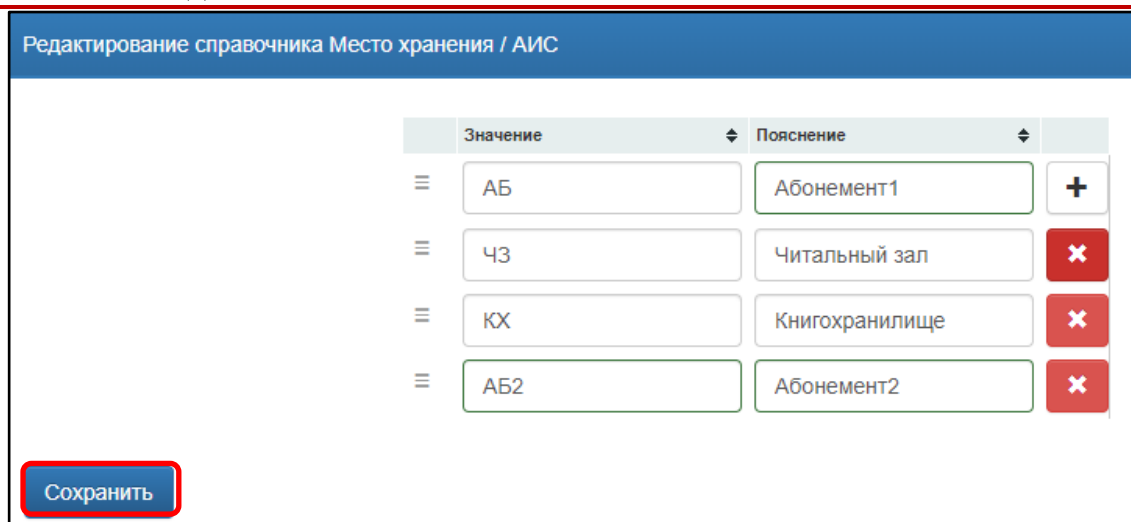 Редактирование справочника Место хранения / АИС
Значение Пояснение
АБ Абонемент1
ЧЗ Читальный зал
КХ Книгохранилище
АБ2 Абонемент2
Сохранить